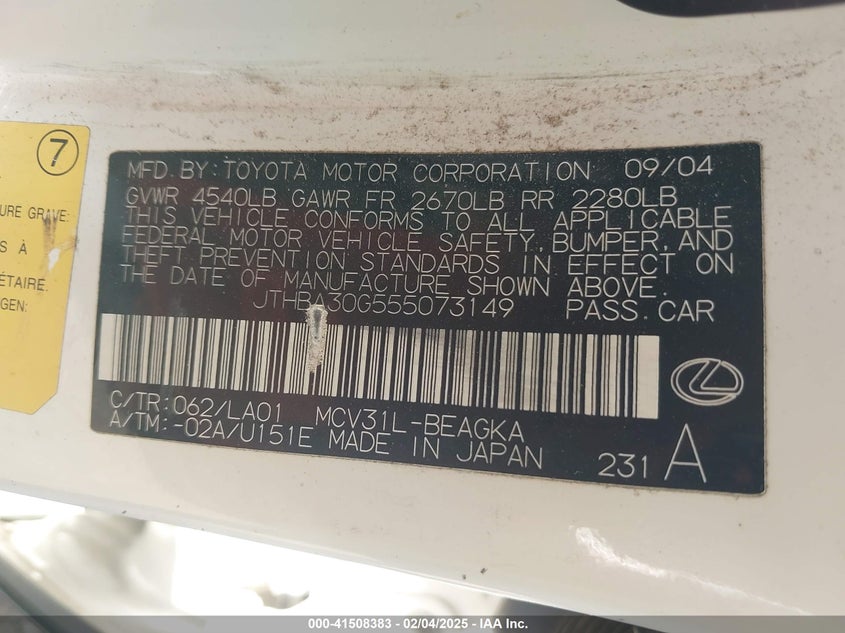 7
URE GRAVE:
S À
ÉTAIRE.
GEN:
MFD. BY: TOYOTA MOTOR CORPORATION 09/04
GVWR 4540LB GAWR FR 2670LB RR 2280LB
THIS VEHICLE CONFORMS TO ALL APPLICABLE
FEDERAL MOTOR VEHICLE SAFETY, BUMPER, AND
THEFT PREVENTION STANDARDS IN EFFECT ON
THE DATE OF MANUFACTURE SHOWN ABOVE.
JTHBA30G555073149 PASS. CAR
C/TR: 062/LA01 MCV31L-BEAGKA
A/TM: -02A/U151E MADE IN JAPAN
231 A
000-41508383 - 02/04/2025 - IAA Inc.